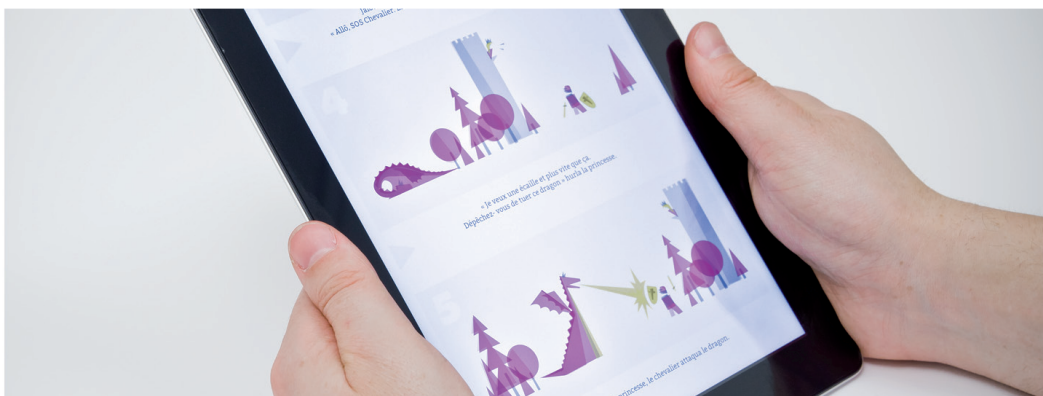 « Allô, SOS Chevalier.
4
« Je veux une écaille et plus vite que ça.
Dépêchez- vous de tuer ce dragon » hurla la princesse.
5
princesse, le chevalier attaqua le dragon.